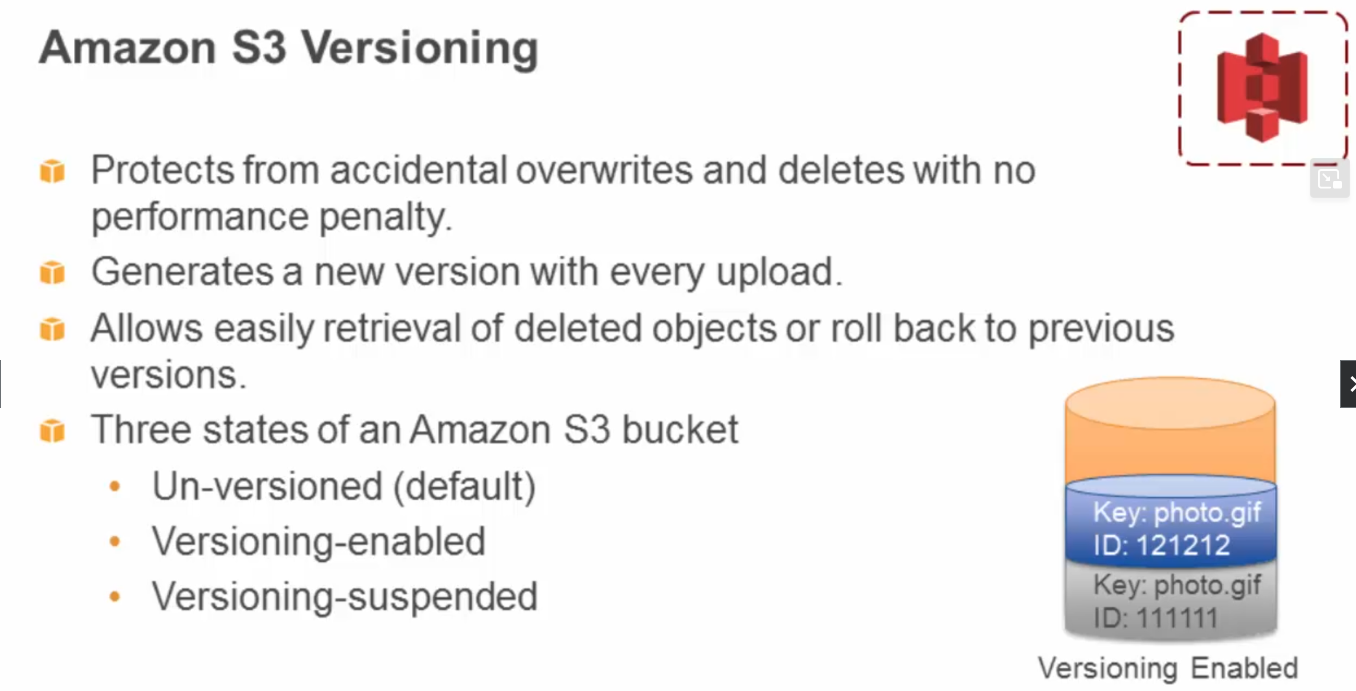 Amazon S3 Versioning
Protects from accidental overwrites and deletes with no
performance penalty.
Generates a new version with every upload.
Allows easily retrieval of deleted objects or roll back to previous
versions.
Three states of an Amazon S3 bucket
• Un-versioned (default)
• Versioning-enabled
• Versioning-suspended
Key: photo.gif
ID: 121212
Key: photo.gif
ID: 111111
Versioning Enabled